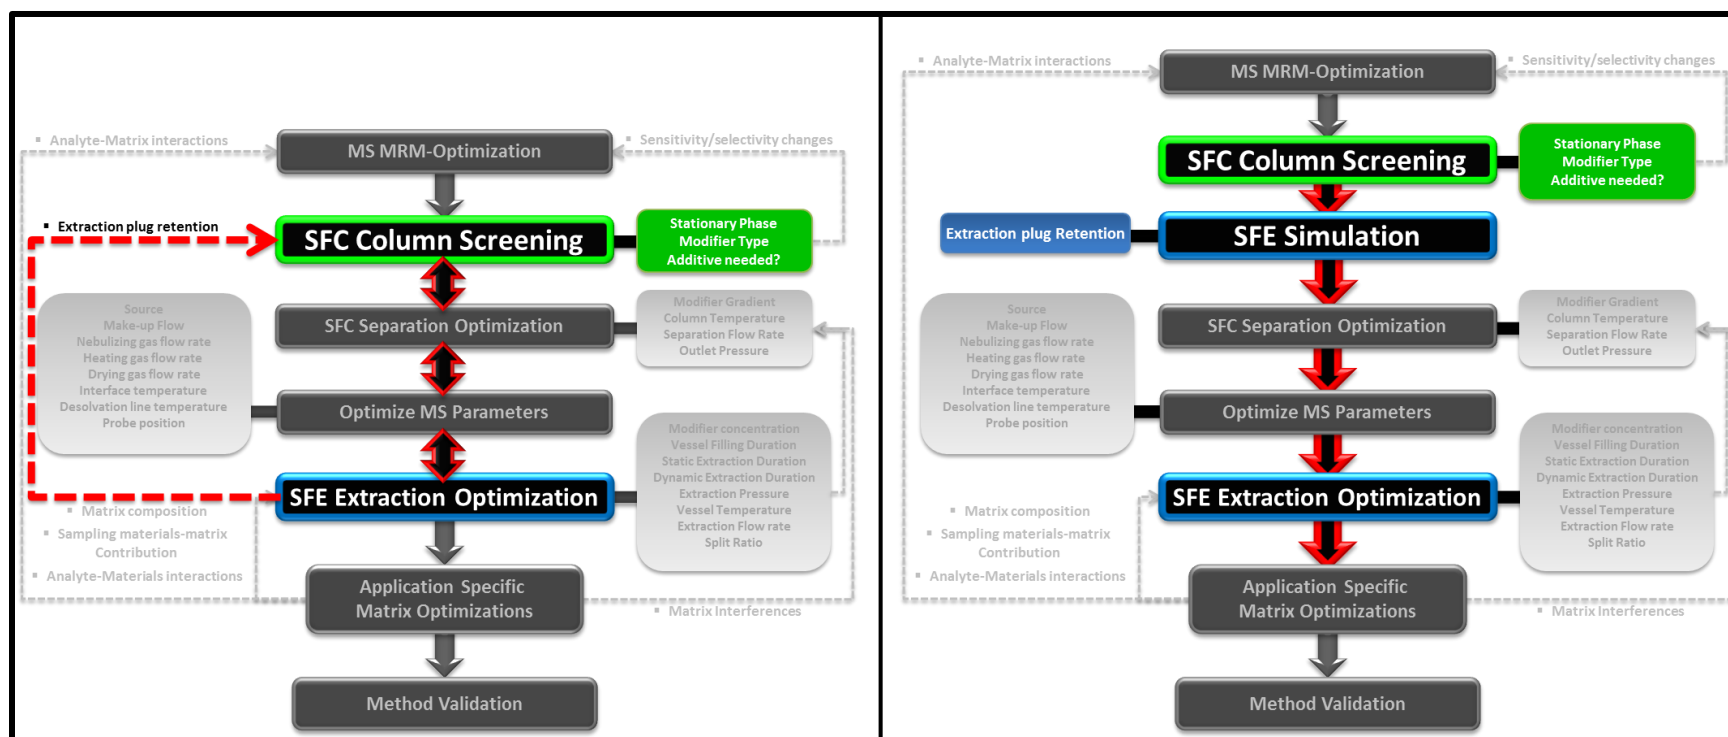 MS MRM-Optimization
▪ Analyte-Matrix interactions
▪ Sensitivity/selectivity changes
▪ Extraction plug retention
SFC Column Screening
Stationary Phase
Modifier Type
Additive needed?
Source
Make-up Flow
Nebulizing gas flow rate
Heating gas flow rate
Drying gas flow rate
Interface temperature
Desolvation line temperature
Probe position
SFC Separation Optimization
Modifier Gradient
Column Temperature
Separation Flow Rate
Outlet Pressure
Optimize MS Parameters
Modifier concentration
Vessel Filling Duration
Static Extraction Duration
Dynamic Extraction Duration
Extraction Pressure
Vessel Temperature
Extraction Flow rate
Split Ratio
SFE Extraction Optimization
▪ Matrix composition
▪ Sampling materials-matrix
Contribution
▪ Analyte-Materials interactions
Application Specific
Matrix Optimizations
▪ Matrix Interferences
Method Validation
▪ Analyte-Matrix interactions
MS MRM-Optimization
▪ Sensitivity/selectivity changes
SFC Column Screening
Stationary Phase
Modifier Type
Additive needed?
Extraction plug Retention
SFE Simulation
Source
Make-up Flow
Nebulizing gas flow rate
Heating gas flow rate
Drying gas flow rate
Interface temperature
Desolvation line temperature
Probe position
SFC Separation Optimization
Modifier Gradient
Column Temperature
Separation Flow Rate
Outlet Pressure
Optimize MS Parameters
Modifier concentration
Vessel Filling Duration
Static Extraction Duration
Dynamic Extraction Duration
Extraction Pressure
Vessel Temperature
Extraction Flow rate
Split Ratio
SFE Extraction Optimization
▪ Matrix composition
▪ Sampling materials-matrix
Contribution
▪ Analyte-Materials interactions
Application Specific
Matrix Optimizations
▪ Matrix Interferences
Method Validation